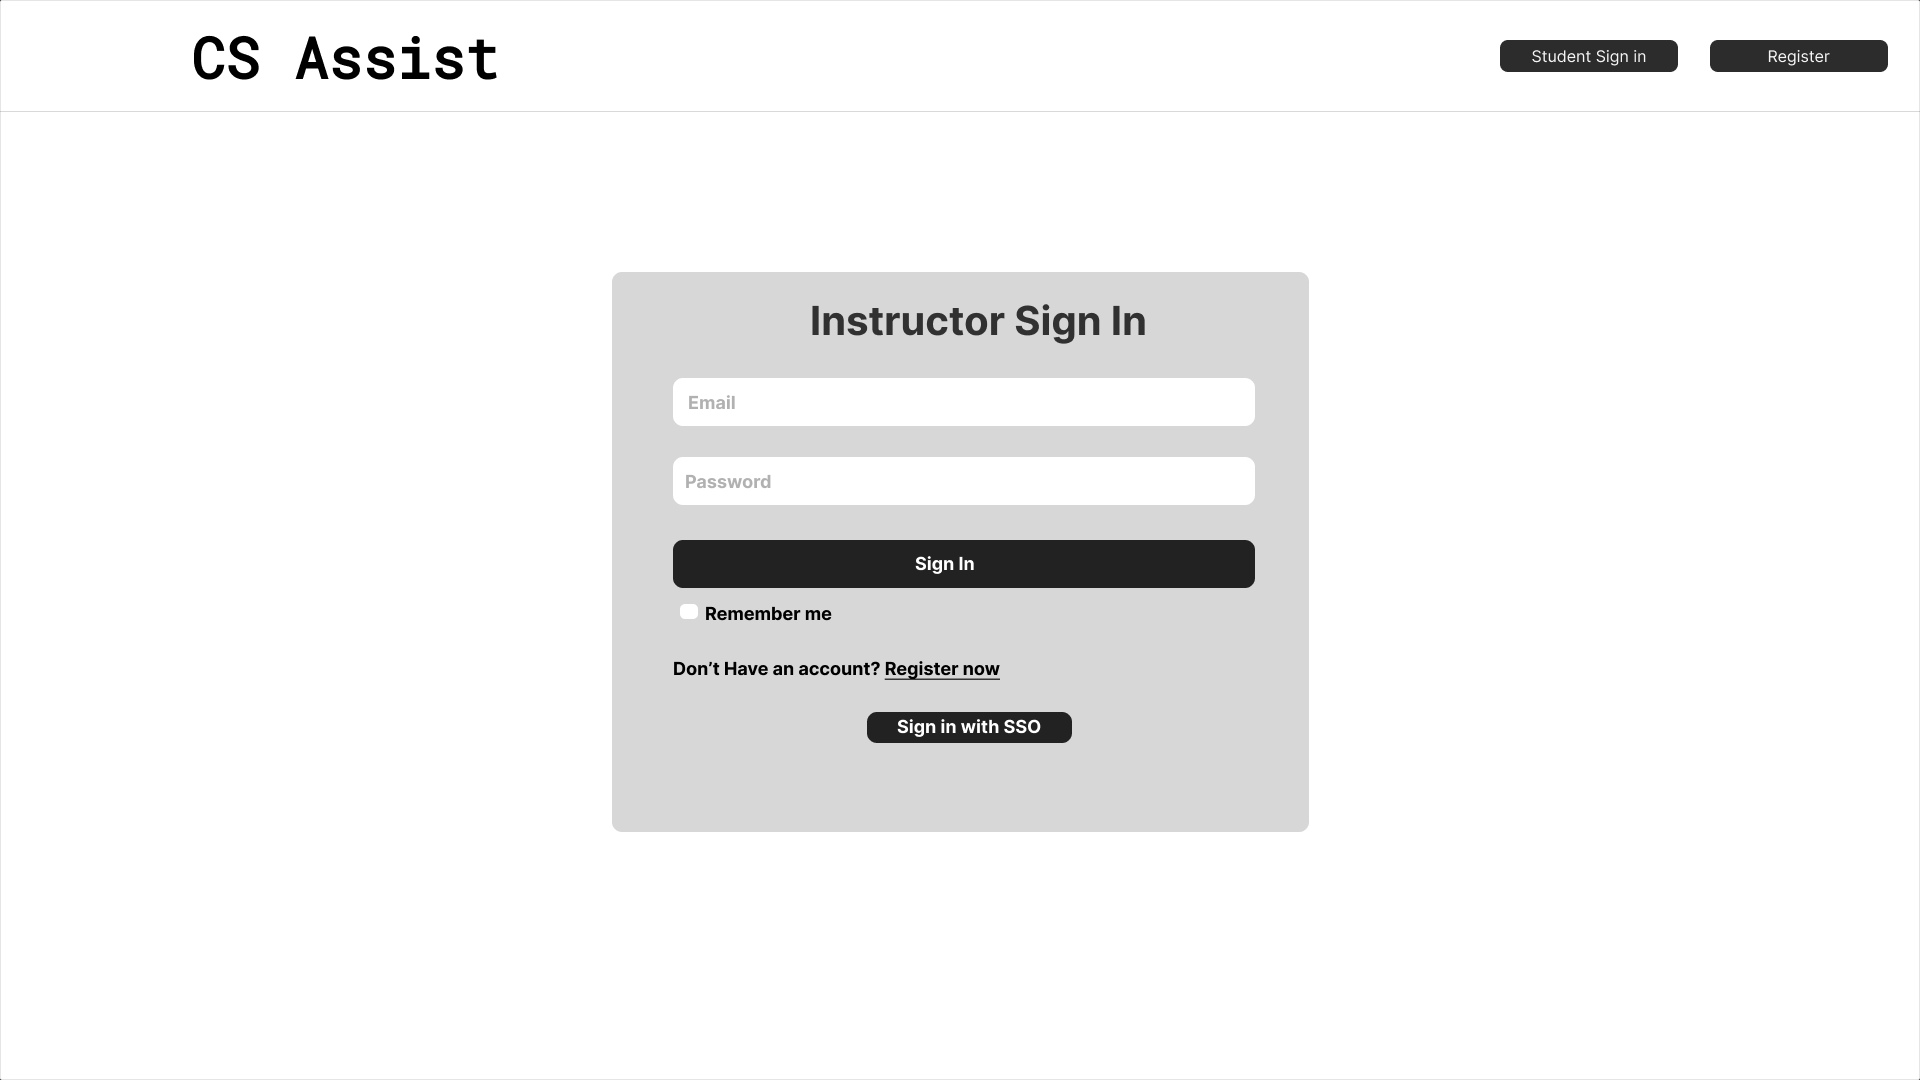 CS Assist
Student Sign in
Register
Instructor Sign In
Email
Password
Sign In
Remember me
Don’t Have an account? Register now
Sign in with SSO